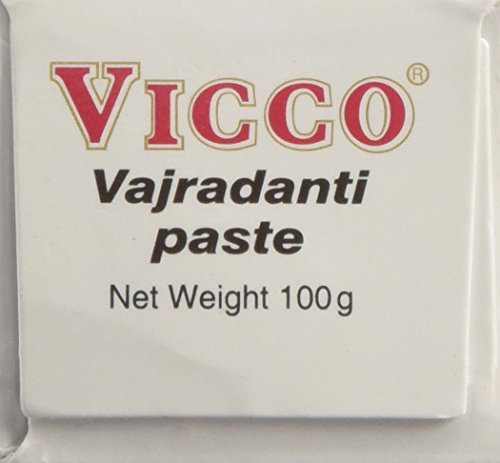 VICCO®
Vajradanti
paste
Net Weight 100g